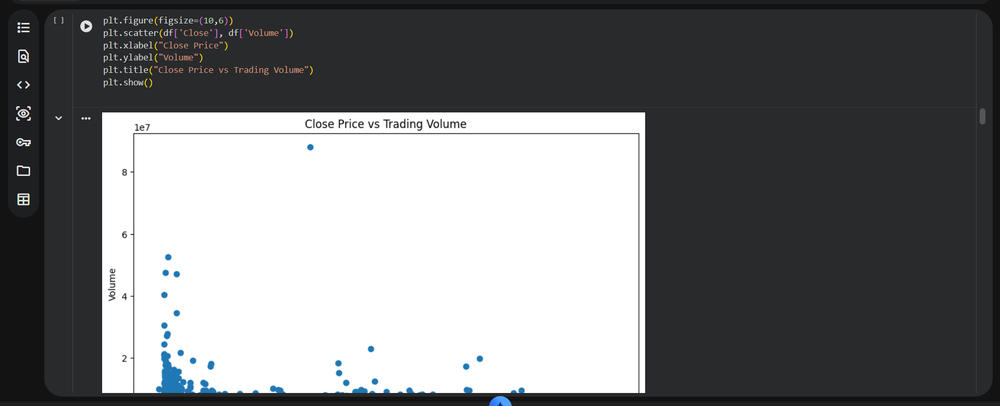 [ ]
plt.figure(figsize=(10,6))
plt.scatter(df['Close'], df['Volume'])
plt.xlabel("Close Price")
plt.ylabel("Volume")
plt.title("Close Price vs Trading Volume")
plt.show()
Close Price vs Trading Volume
1e7
8
6
Volume
4
2